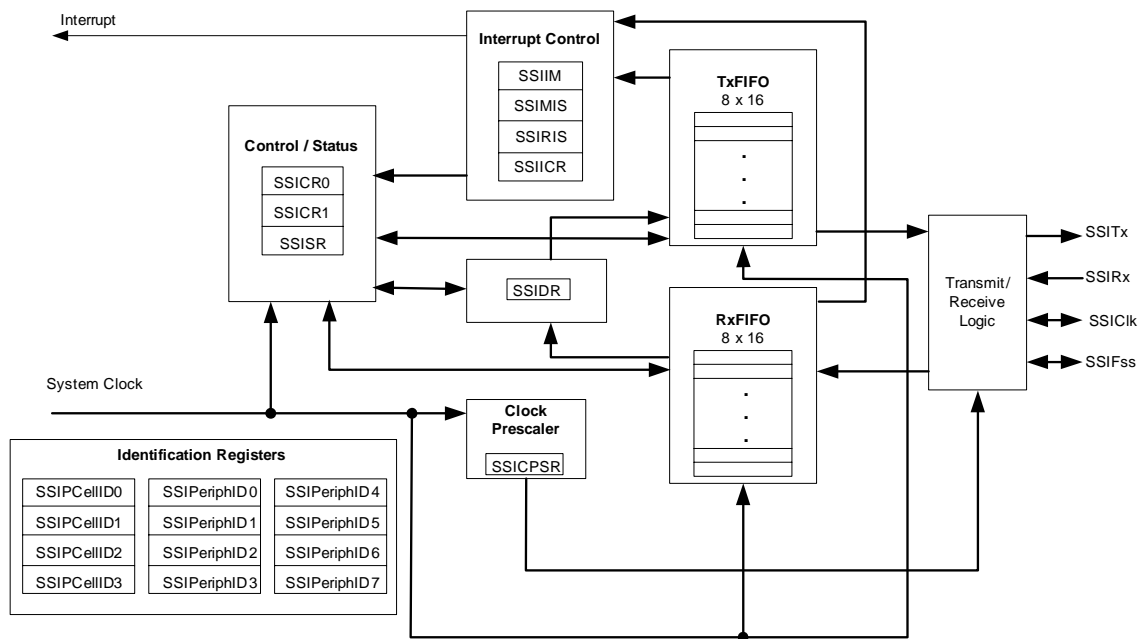 Interrupt
Interrupt Control
SSIIM
SSIMIS
SSIRIS
SSIICR
TxFIFO
8 x 16
Control / Status
SSICR0
SSICR1
SSISR
SSIDR
RxFIFO
8 x 16
Transmit/
Receive
Logic
SSITx
SSIRx
SSIClk
SSIFss
System Clock
Clock
Prescaler
SSICPSR
Identification Registers
SSIPCellID0
SSIPeriphID0
SSIPeriphID4
SSIPCellID1
SSIPeriphID1
SSIPeriphID5
SSIPCellID2
SSIPeriphID2
SSIPeriphID6
SSIPCellID3
SSIPeriphID3
SSIPeriphID7